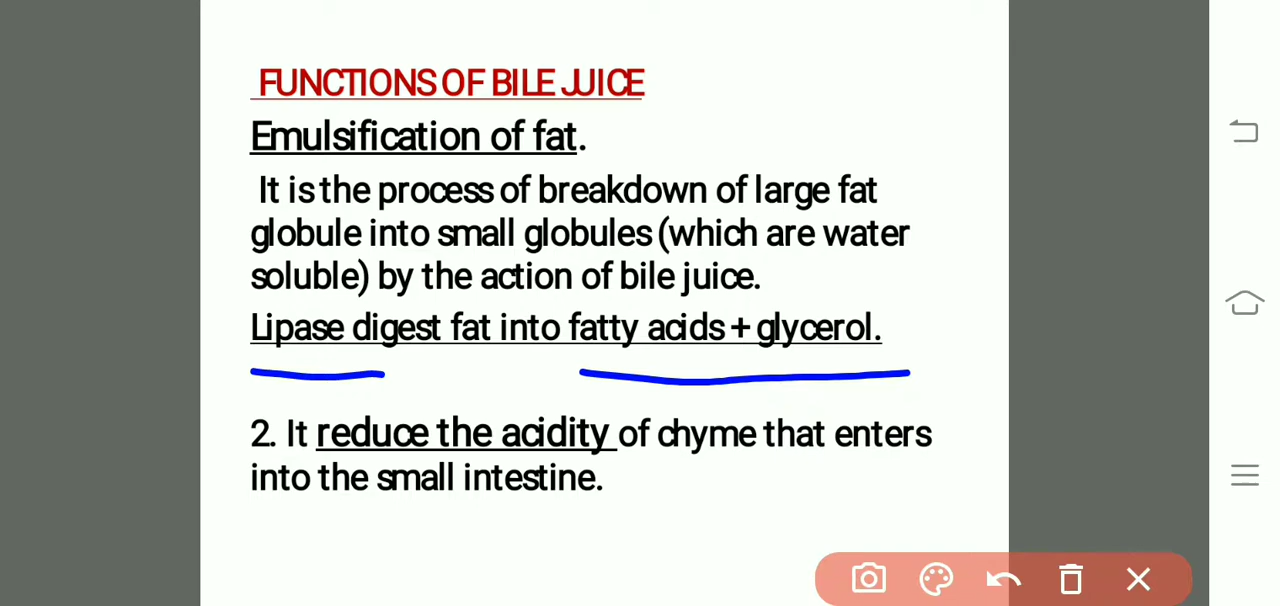 FUNCTIONS OF BILE JUICE
Emulsification of fat.
It is the process of breakdown of large fat
globule into small globules (which are water
soluble) by the action of bile juice.
Lipase digest fat into fatty acids + glycerol.
2. It reduce the acidity of chyme that enters
into the small intestine.